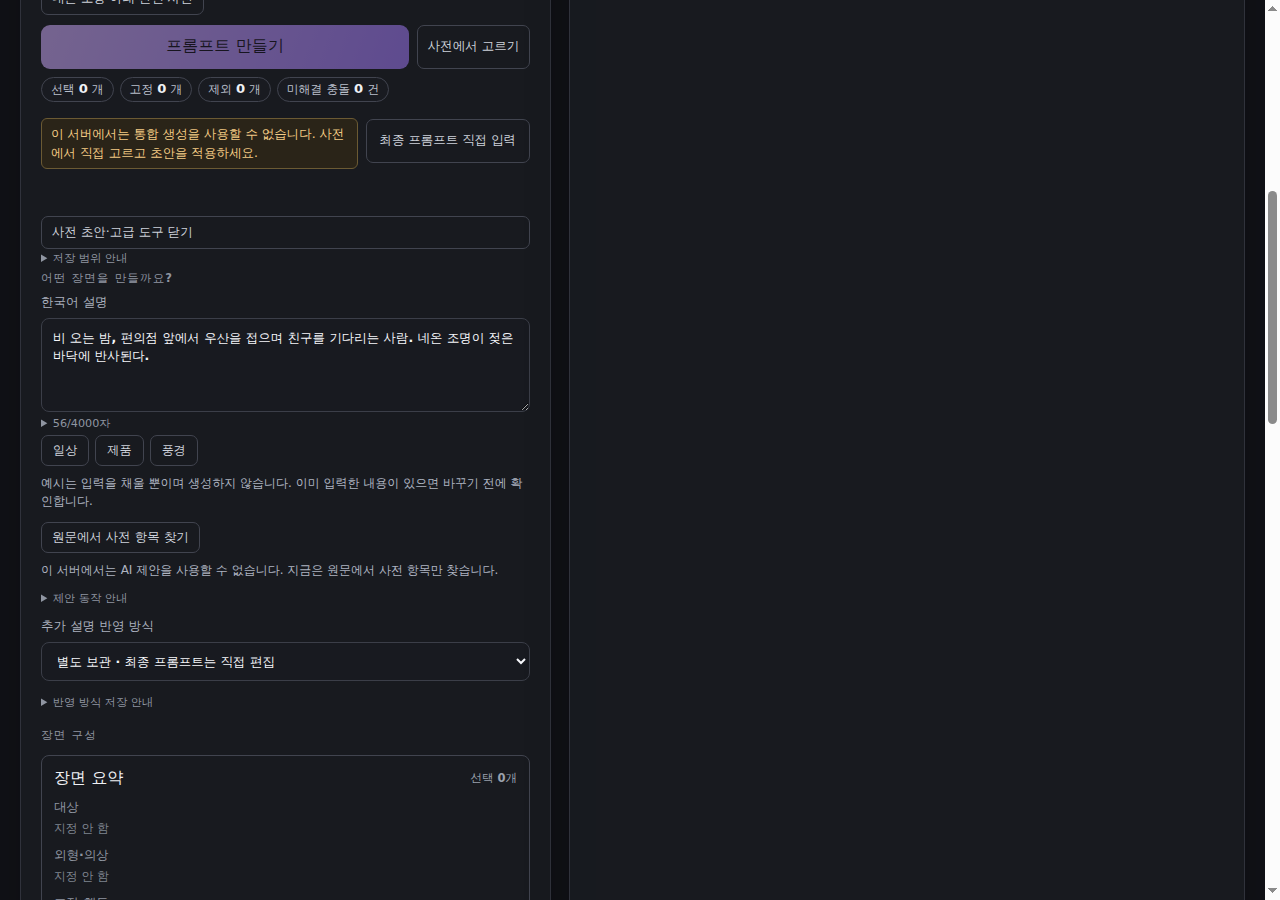 프롬프트 만들기
사전에서 고르기
선택 0 개
고정 0 개
제외 0 개
미해결 충돌 0 건
이 서버에서는 통합 생성을 사용할 수 없습니다. 사전
에서 직접 고르고 초안을 적용하세요.
최종 프롬프트 직접 입력
사전 초안·고급 도구 닫기
▶ 저장 범위 안내
어떤 장면을 만들까요?
한국어 설명
비 오는 밤, 편의점 앞에서 우산을 접으며 친구를 기다리는 사람. 네온 조명이 젖은
바닥에 반사된다.
▶ 56/4000자
일상
제품
풍경
예시는 입력을 채울 뿐이며 생성하지 않습니다. 이미 입력한 내용이 있으면 바꾸기 전에 확
인합니다.
원문에서 사전 항목 찾기
이 서버에서는 AI 제안을 사용할 수 없습니다. 지금은 원문에서 사전 항목만 찾습니다.
▶ 제안 동작 안내
추가 설명 반영 방식
별도 보관 · 최종 프롬프트는 직접 편집
▶ 반영 방식 저장 안내
장면 구성
장면 요약
선택 0개
대상
지정 안 함
외형·의상
지정 안 함